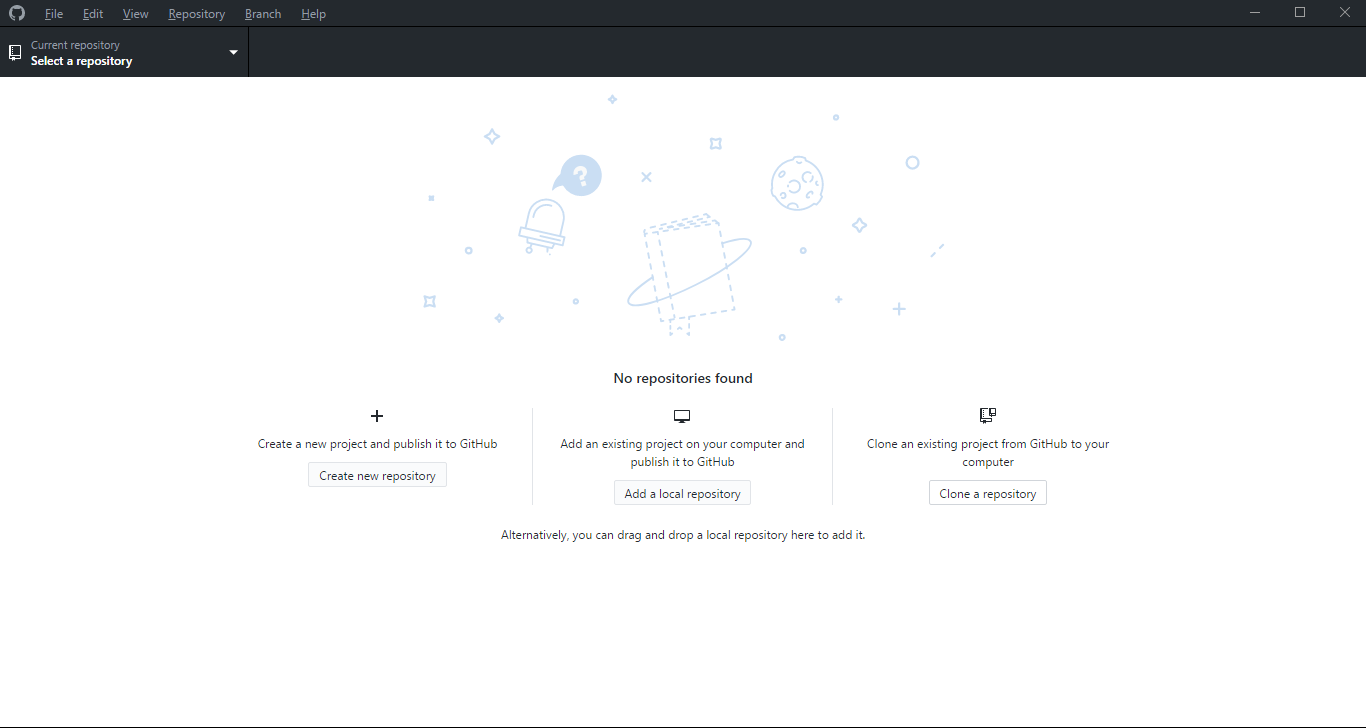 File Edit View Repository Branch Help
Current repository
Select a repository
?
No repositories found
Create a new project and publish it to GitHub
Create new repository
Add an existing project on your computer and
publish it to GitHub
Add a local repository
Clone an existing project from GitHub to your
computer
Clone a repository
Alternatively, you can drag and drop a local repository here to add it.